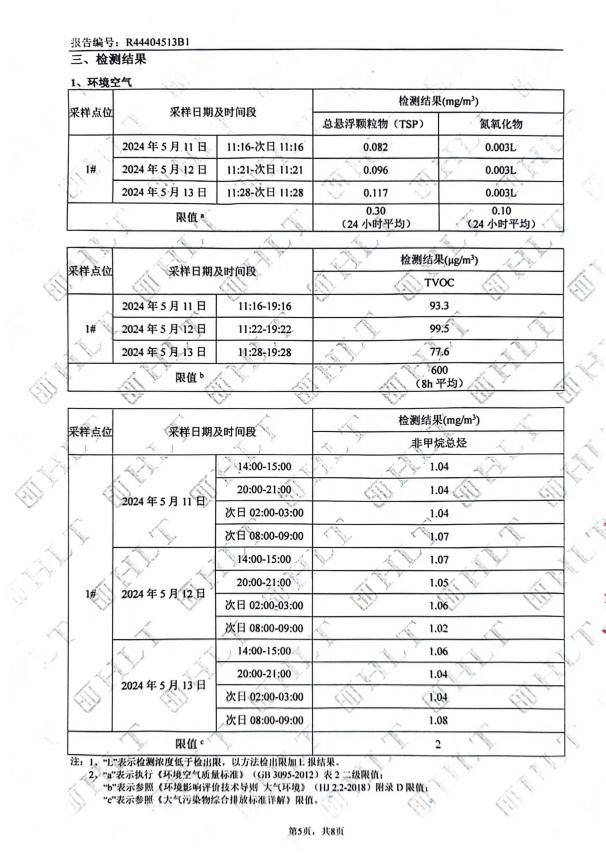 报告编号：R44404513B1
三、检测结果
1、环境空气
采样点位 采样日期及时间段 检测结果(mg/m³)
总悬浮颗粒物（TSP） 氮氧化物
1# 2024 年 5 月 11 日 11:16-次日 11:16 0.082 0.003L
2024 年 5 月 12 日 11:21-次日 11:21 0.096 0.003L
2024 年 5 月 13 日 11:28-次日 11:28 0.117 0.003L
限值 a 0.30 0.10
（24 小时平均） （24 小时平均）
采样点位 采样日期及时间段 检测结果(μg/m³)
TVOC
1# 2024 年 5 月 11 日 11:16-19:16 93.3
2024 年 5 月 12 日 11:22-19:22 99.5
2024 年 5 月 13 日 11:28-19:28 77.6
限值 b 600
（8h 平均）
采样点位 采样日期及时间段 检测结果(mg/m³)
非甲烷总烃
1# 2024 年 5 月 11 日 14:00-15:00 1.04
20:00-21:00 1.04
次日 02:00-03:00 1.04
次日 08:00-09:00 1.07
2024 年 5 月 12 日 14:00-15:00 1.07
20:00-21:00 1.05
次日 02:00-03:00 1.06
次日 08:00-09:00 1.02
2024 年 5 月 13 日 14:00-15:00 1.06
20:00-21:00 1.04
次日 02:00-03:00 1.04
次日 08:00-09:00 1.08
限值 c 2
注：1、“L”表示检测浓度低于检出限，以方法检出限加 L 报结果。
2、“a”表示执行《环境空气质量标准》（GB 3095-2012）表 2 二级限值；
“b”表示参照《环境影响评价技术导则 大气环境》（HJ 2.2-2018）附录 D 限值；
“c”表示参照《大气污染物综合排放标准详解》限值。
第5页，共8页
HLT